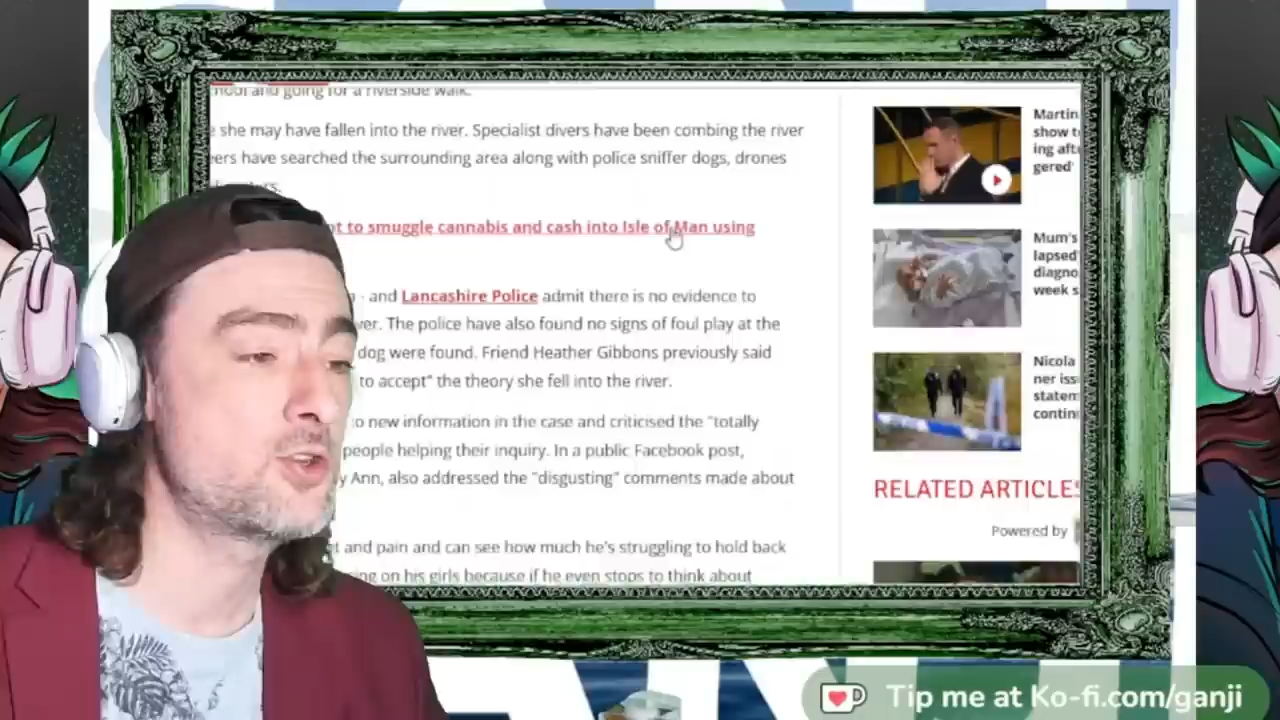 going for a riverside walk.
she may have fallen into the river. Specialist divers have been combing the river
have searched the surrounding area along with police sniffer dogs, drones
to smuggle cannabis and cash into Isle of Man using
- and Lancashire Police admit there is no evidence to
The police have also found no signs of foul play at the
dog were found. Friend Heather Gibbons previously said
to accept" the theory she fell into the river.
new information in the case and criticised the "totally
people helping their inquiry. In a public Facebook post,
Ann, also addressed the "disgusting" comments made about
and pain and can see how much he's struggling to hold back
on his girls because if he even stops to think about
Martin
show
ing
gered'
Mum's
lapsed'
diagno
week s
Nicola
ner iss
statem
contin
RELATED ARTICLES
Powered by
Tip me at Ko-fi.com/ganji